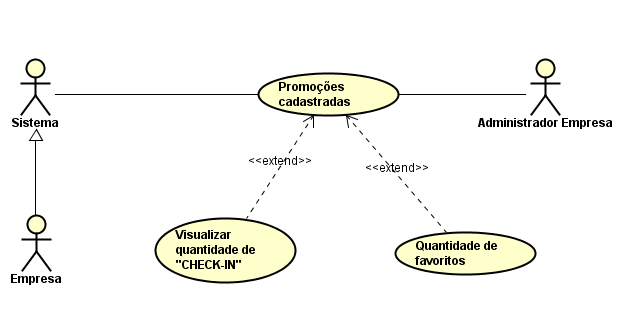 Promoções
cadastradas
Sistema
Administrador Empresa
<<extend>>
<<extend>>
Visualizar
quantidade de
"CHECK-IN"
Quantidade de
favoritos
Empresa